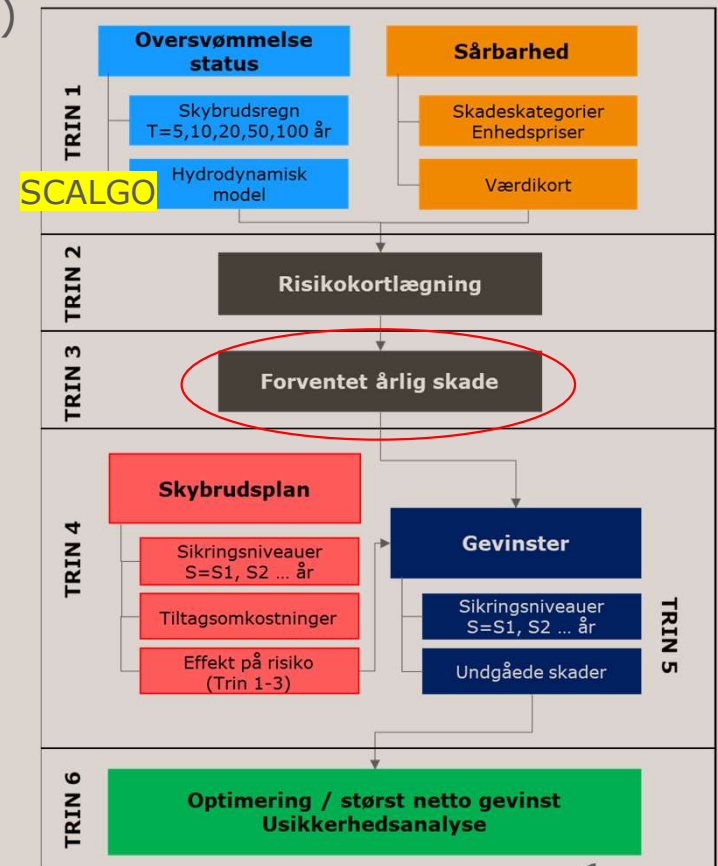 )
TRIN 1
Oversvømmelse
status
Skybrudsregn
T=5,10,20,50,100 år
Hydrodynamisk
model
SCALGO
Sårbarhed
Skadeskategorier
Enhedspriser
Værdikort
TRIN 2
Risikokortlægning
TRIN 3
Forventet årlig skade
TRIN 4
Skybrudsplan
Sikringsniveauer
S=S1, S2 ... år
Tiltagsomkostninger
Effekt på risiko
(Trin 1-3)
Gevinster
Sikringsniveauer
S=S1, S2 ... år
Undgåede skader
TRIN 5
TRIN 6
Optimering / størst netto gevinst
Usikkerhedsanalyse